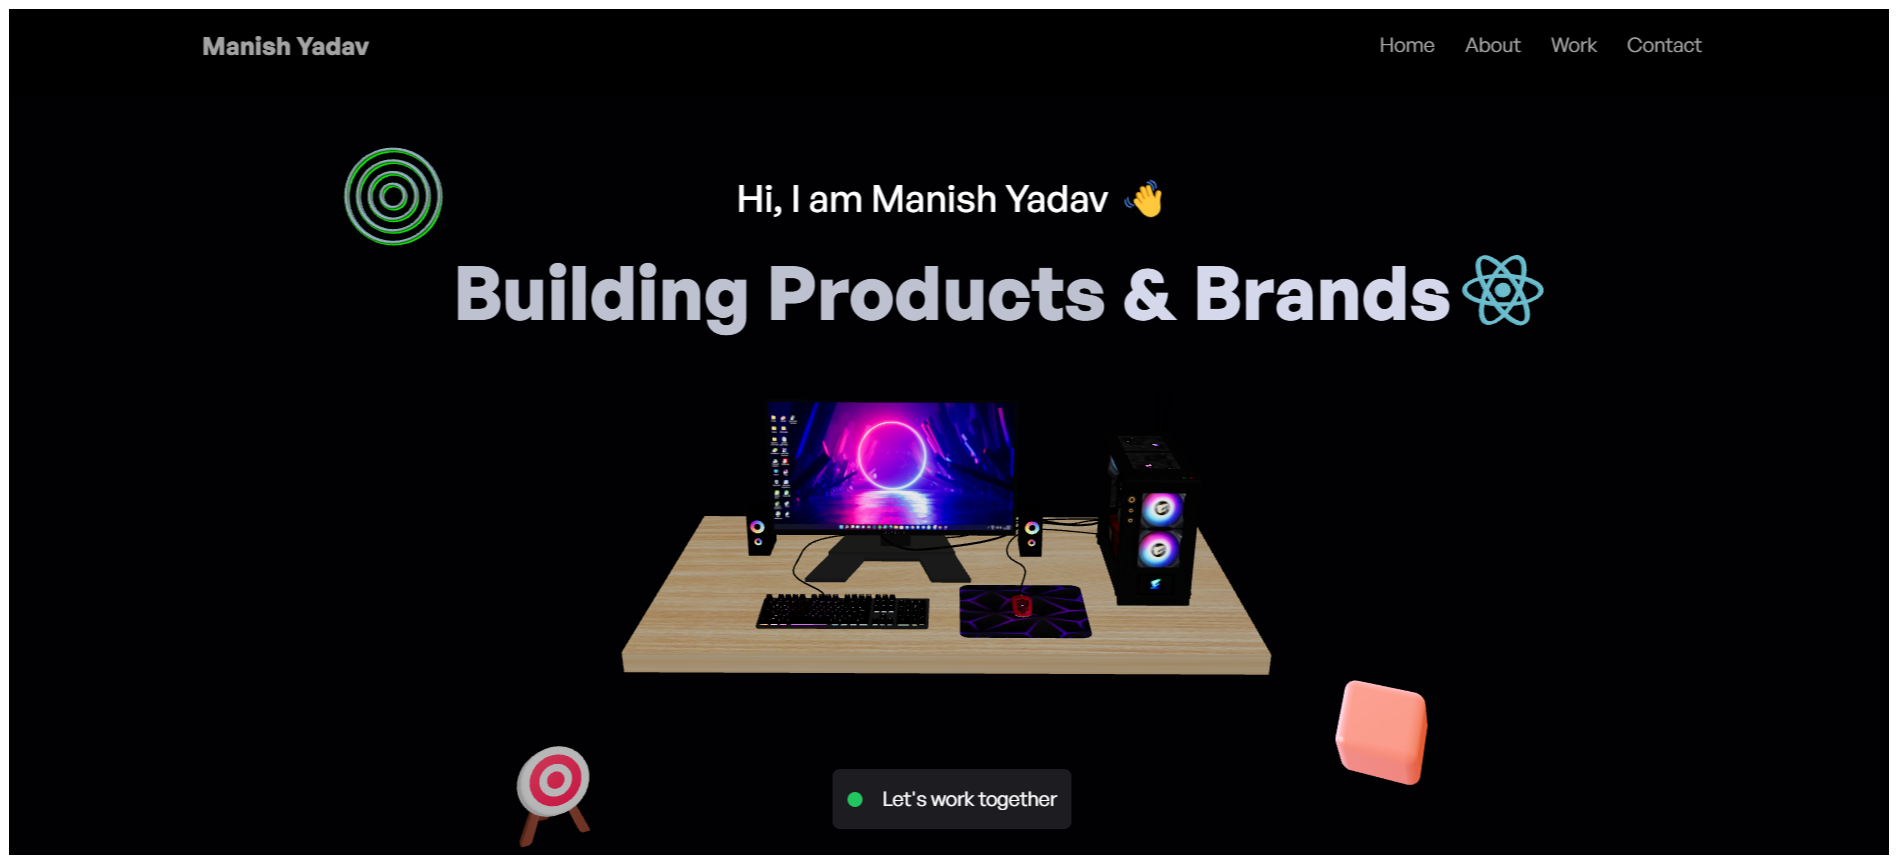 Manish Yadav
Home About Work Contact
Hi, I am Manish Yadav 👋
Building Products & Brands
Let's work together